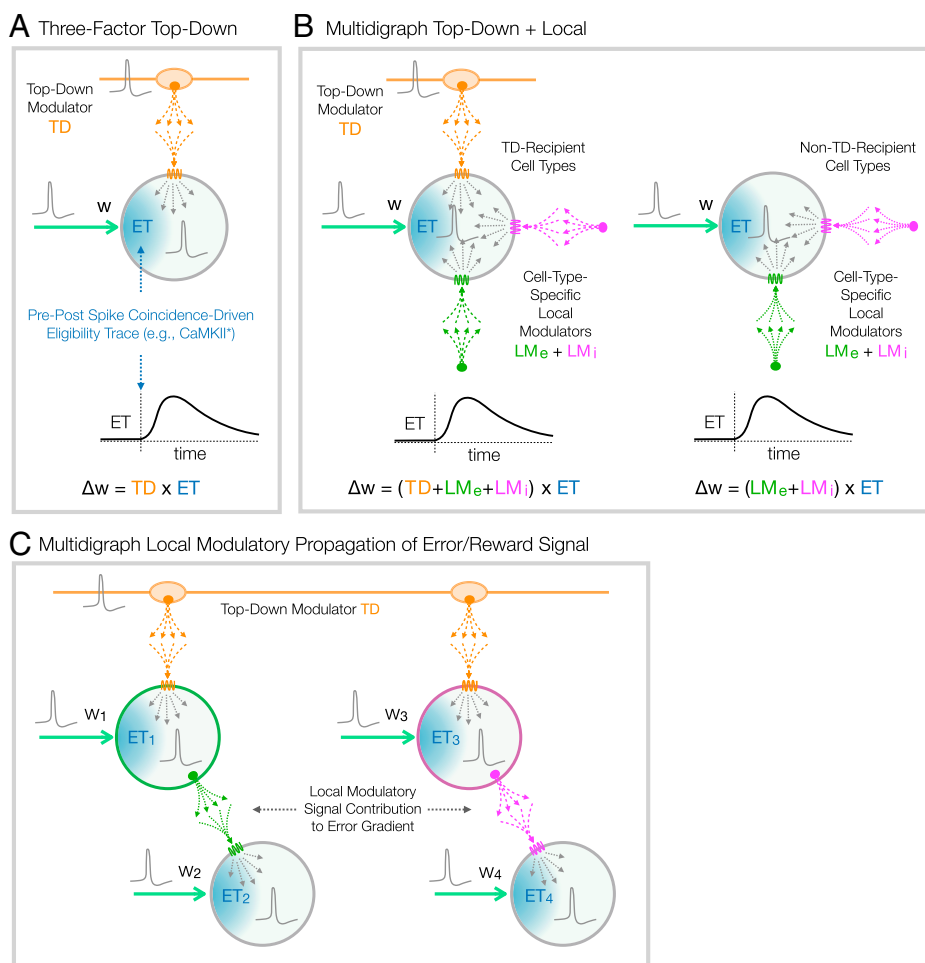 A Three-Factor Top-Down
Top-Down
Modulator
TD
w
ET
Pre-Post Spike Coincidence-Driven
Eligibility Trace (e.g., CaMKII*)
ET
time
Δw = TD x ET
B Multidigraph Top-Down + Local
Top-Down
Modulator
TD
TD-Recipient
Cell Types
w
ET
Cell-Type-
Specific
Local
Modulators
LMe + LMi
ET
time
Δw = (TD+LMe+LMi) x ET
Non-TD-Recipient
Cell Types
w
ET
Cell-Type-
Specific
Local
Modulators
LMe + LMi
ET
time
Δw = (LMe+LMi) x ET
C Multidigraph Local Modulatory Propagation of Error/Reward Signal
Top-Down Modulator TD
W1
ET1
W3
ET3
Local Modulatory
Signal Contribution
to Error Gradient
W2
ET2
W4
ET4